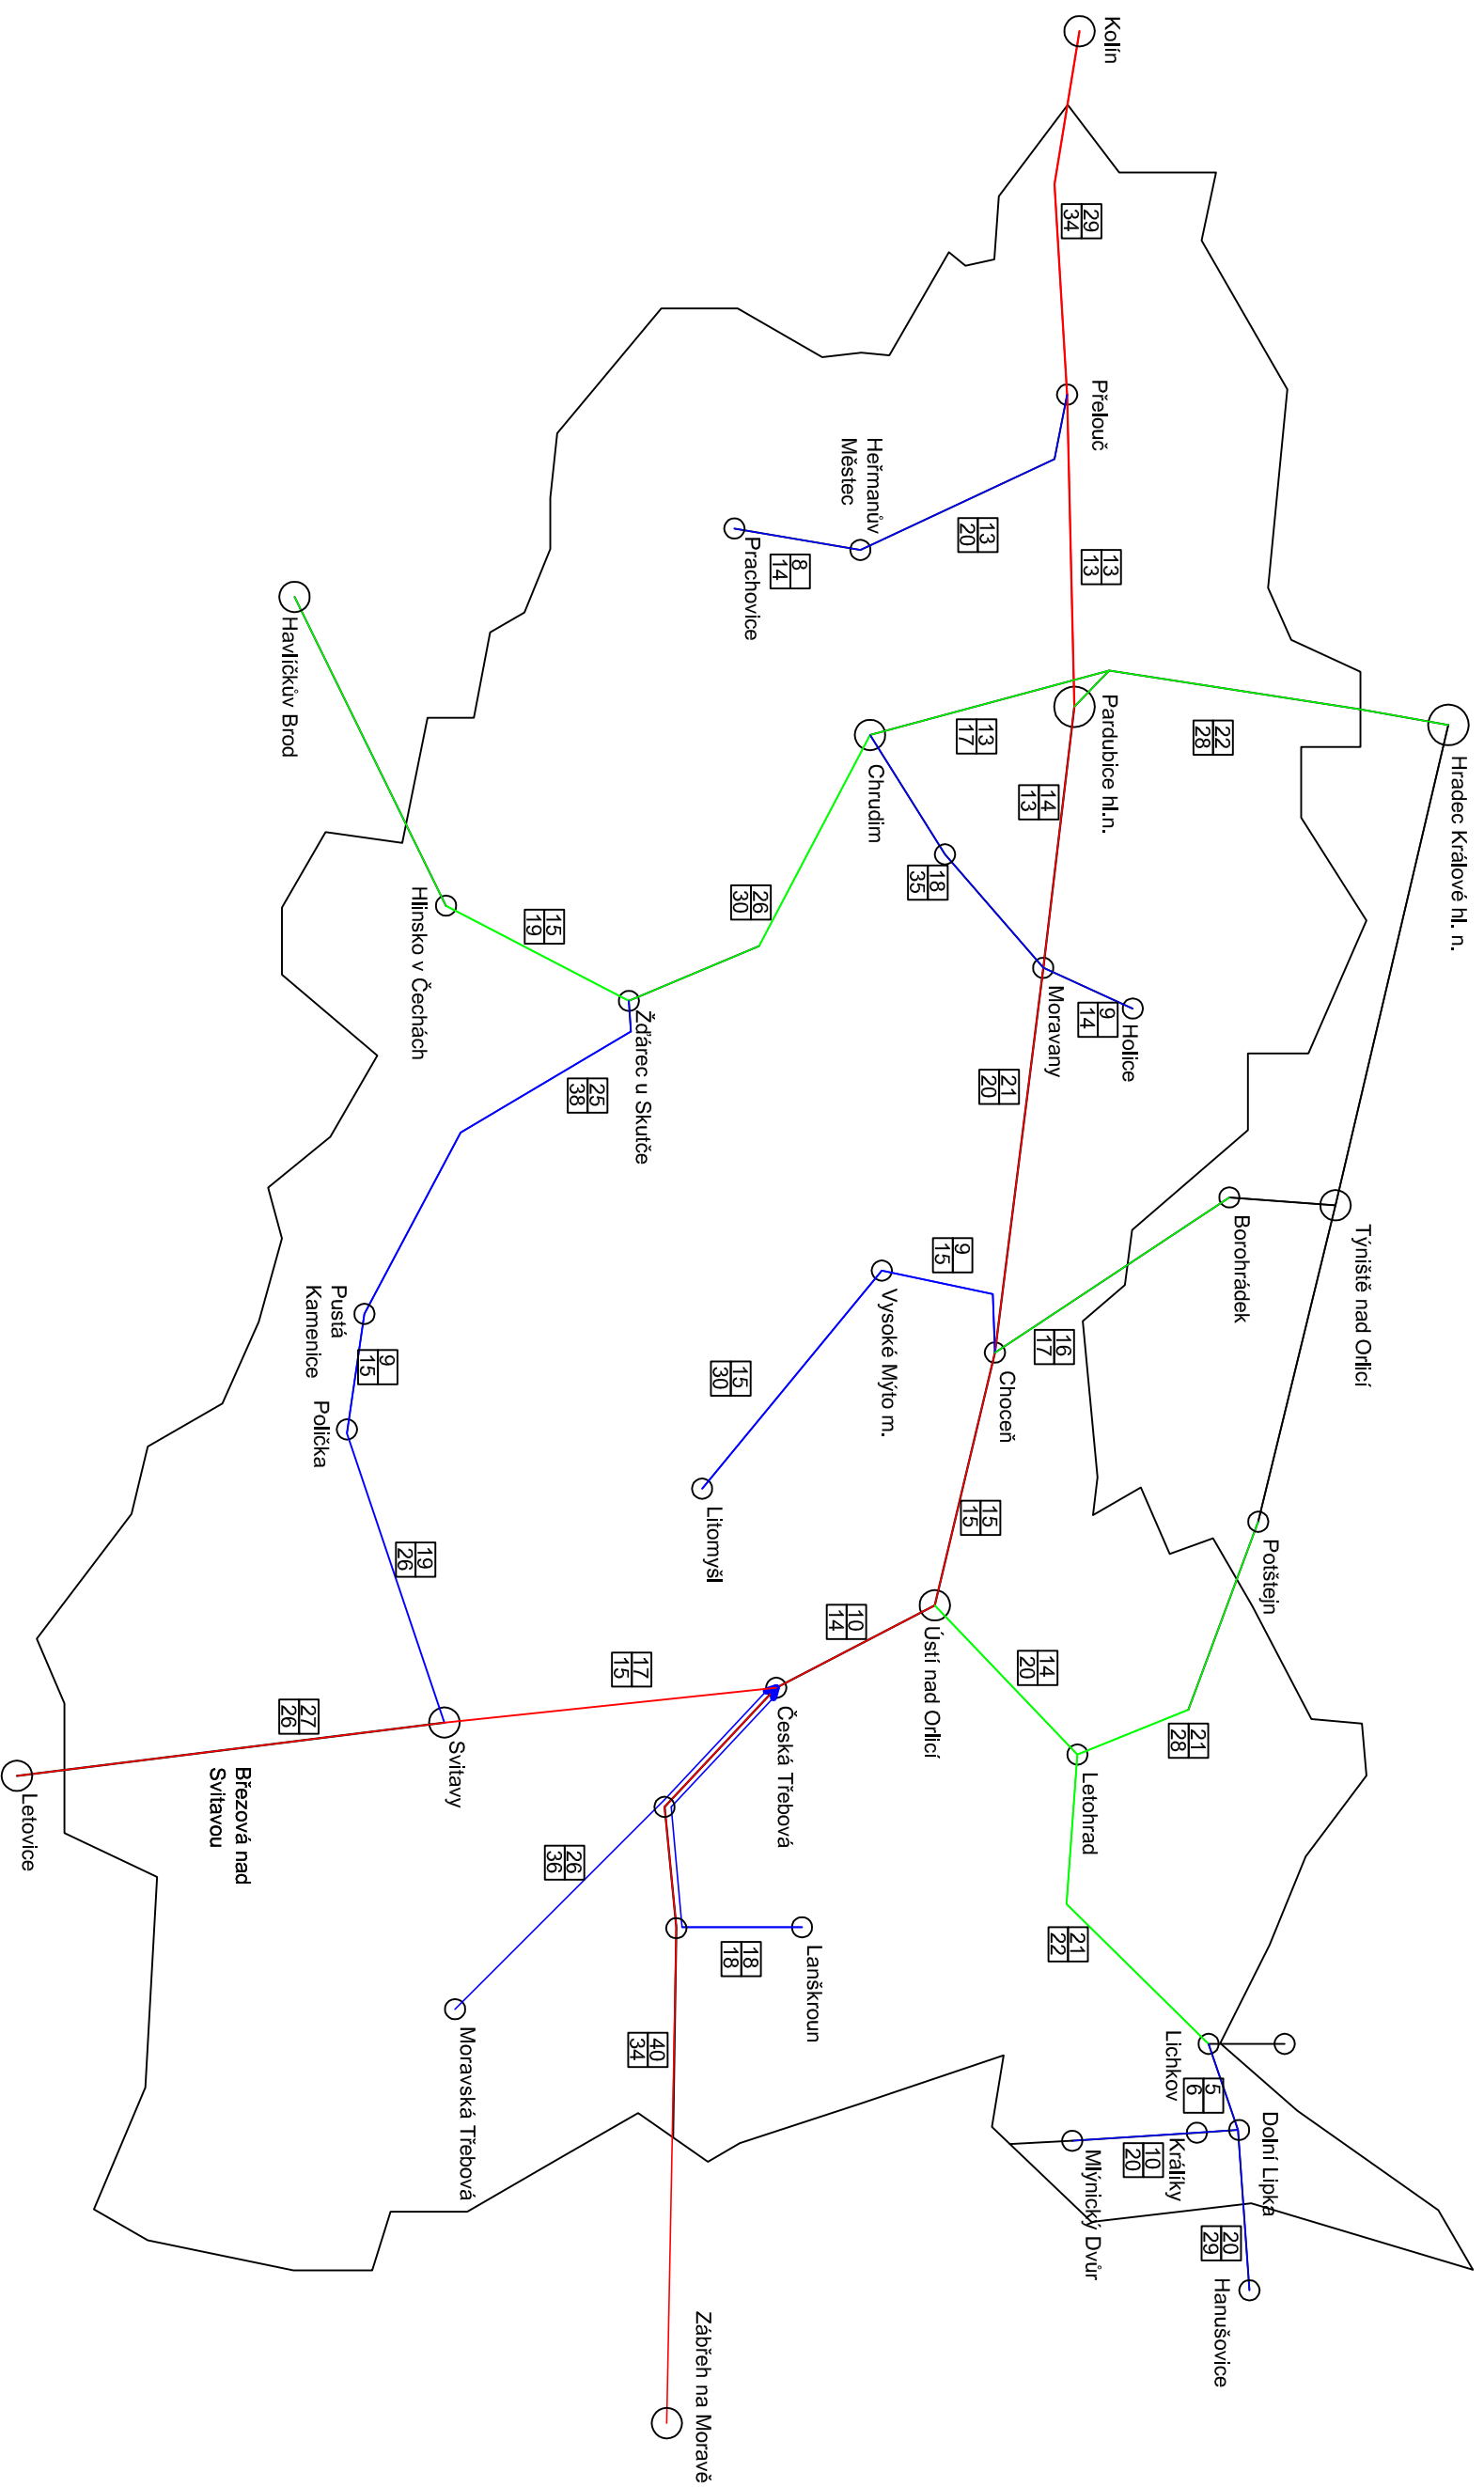 Kolín
29
34
Přelouč
13
13
Heřmanův
Městec
13
20
Prachovice
8
14
Hradec Králové hl. n.
22
28
Pardubice hl.n.
13
17
14
13
Chrudim
18
35
Havlíčkův Brod
Hlinsko v Čechách
15
19
26
30
Žďárec u Skutče
25
38
Moravany
Holice
9
14
21
20
Týniště nad Orlicí
Borohrádek
16
17
Choceň
9
15
Vysoké Mýto m.
15
30
Litomyšl
Pustá
Kamenice
9
15
Polička
19
26
Potštejn
15
15
Ústí nad Orlicí
10
14
14
20
21
28
Letohrad
Česká Třebová
17
15
Svitavy
27
26
Březová nad
Svitavou
Letovice
26
36
Moravská Třebová
Lanškroun
18
18
40
34
Zábřeh na Moravě
21
22
Lichkov
5
6
Dolní Lipka
Králíky
10
20
Mlýnický Dvůr
20
29
Hanušovice